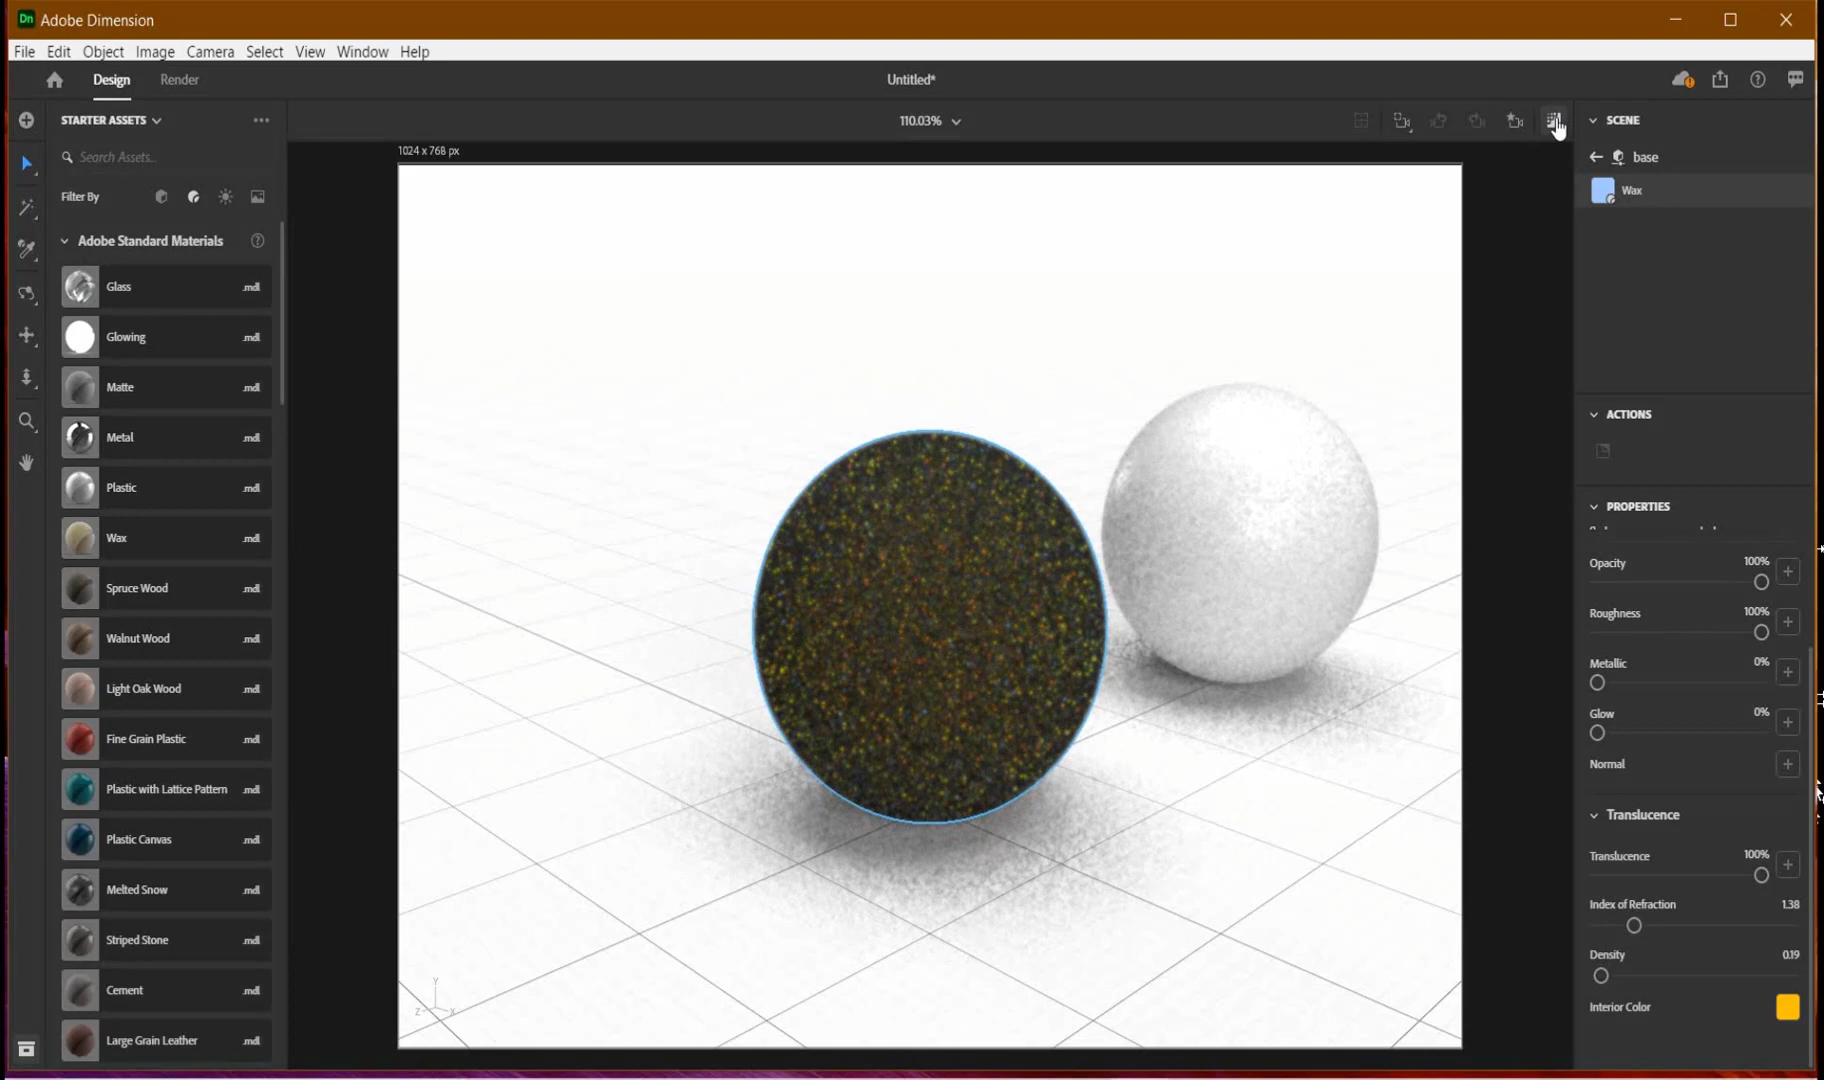 Dn Adobe Dimension
File Edit Object Image Camera Select View Window Help
Design Render Untitled*
STARTER ASSETS
110.03%
Search Assets...
Filter By
Adobe Standard Materials
Glass .mdl
Glowing .mdl
Matte .mdl
Metal .mdl
Plastic .mdl
Wax .mdl
Spruce Wood .mdl
Walnut Wood .mdl
Light Oak Wood .mdl
Fine Grain Plastic .mdl
Plastic with Lattice Pattern .mdl
Plastic Canvas .mdl
Melted Snow .mdl
Striped Stone .mdl
Cement .mdl
Large Grain Leather .mdl
1024 x 768 px
Y
Z X
SCENE
base
Wax
ACTIONS
PROPERTIES
Opacity 100%
Roughness 100%
Metallic 0%
Glow 0%
Normal
Translucence
Translucence 100%
Index of Refraction 1.38
Density 0.19
Interior Color